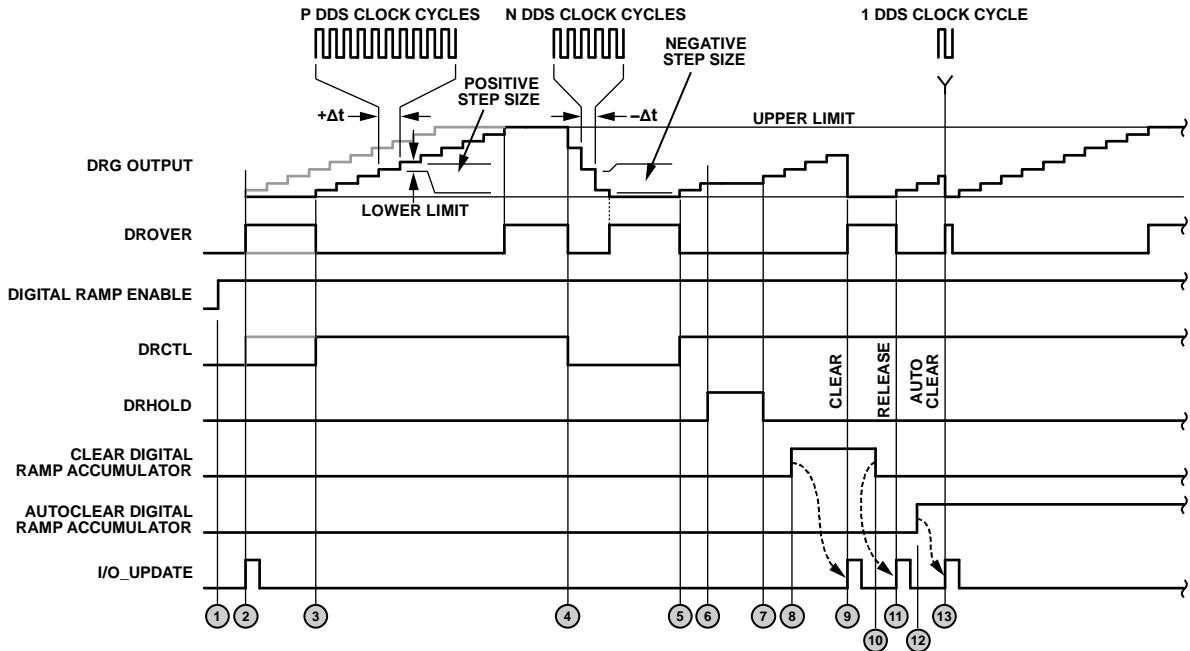 P DDS CLOCK CYCLES
N DDS CLOCK CYCLES
1 DDS CLOCK CYCLE
NEGATIVE
STEP SIZE
POSITIVE
STEP SIZE
+Δt
–Δt
UPPER LIMIT
DRG OUTPUT
LOWER LIMIT
DROVER
DIGITAL RAMP ENABLE
DRCTL
CLEAR
RELEASE
AUTO
CLEAR
DRHOLD
CLEAR DIGITAL
RAMP ACCUMULATOR
AUTOCLEAR DIGITAL
RAMP ACCUMULATOR
I/O_UPDATE
1 2 3 4 5 6 7 8 9 11 13
10 12